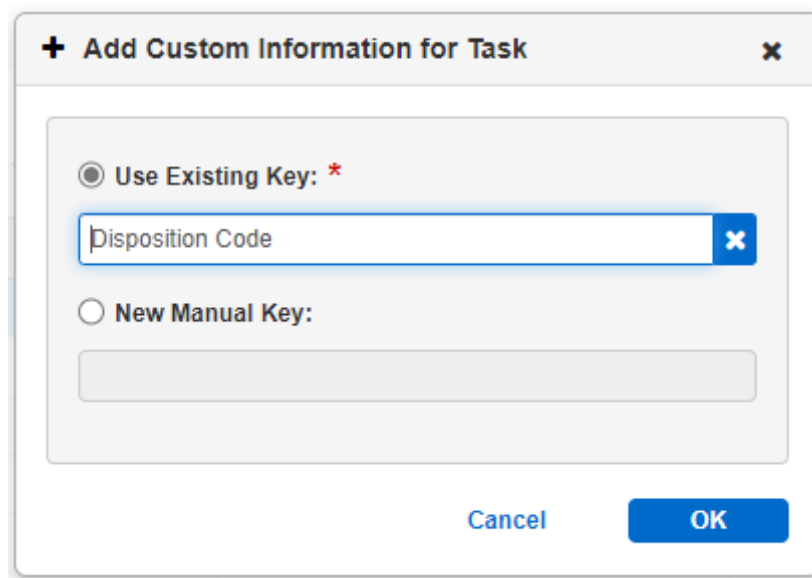 Add Custom Information for Task
Use Existing Key: *
Disposition Code
New Manual Key:
Cancel OK